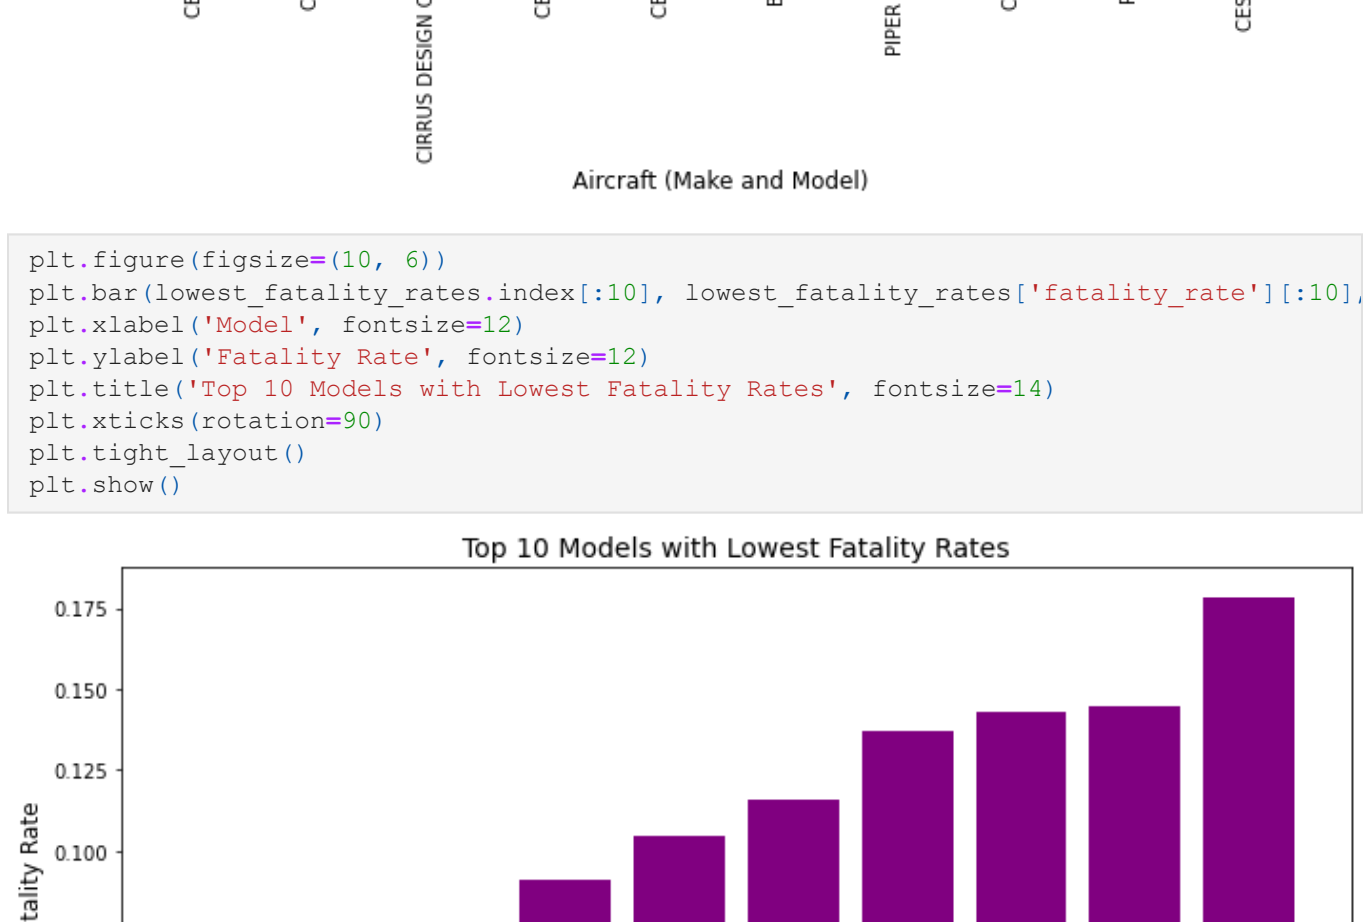 CIRRUS DESIGN
PIPER
Aircraft (Make and Model)
plt.figure(figsize=(10, 6))
plt.bar(lowest_fatality_rates.index[:10], lowest_fatality_rates['fatality_rate'][:10],
plt.xlabel('Model', fontsize=12)
plt.ylabel('Fatality Rate', fontsize=12)
plt.title('Top 10 Models with Lowest Fatality Rates', fontsize=14)
plt.xticks(rotation=90)
plt.tight_layout()
plt.show()
Top 10 Models with Lowest Fatality Rates
0.175
0.150
0.125
0.100
tality Rate